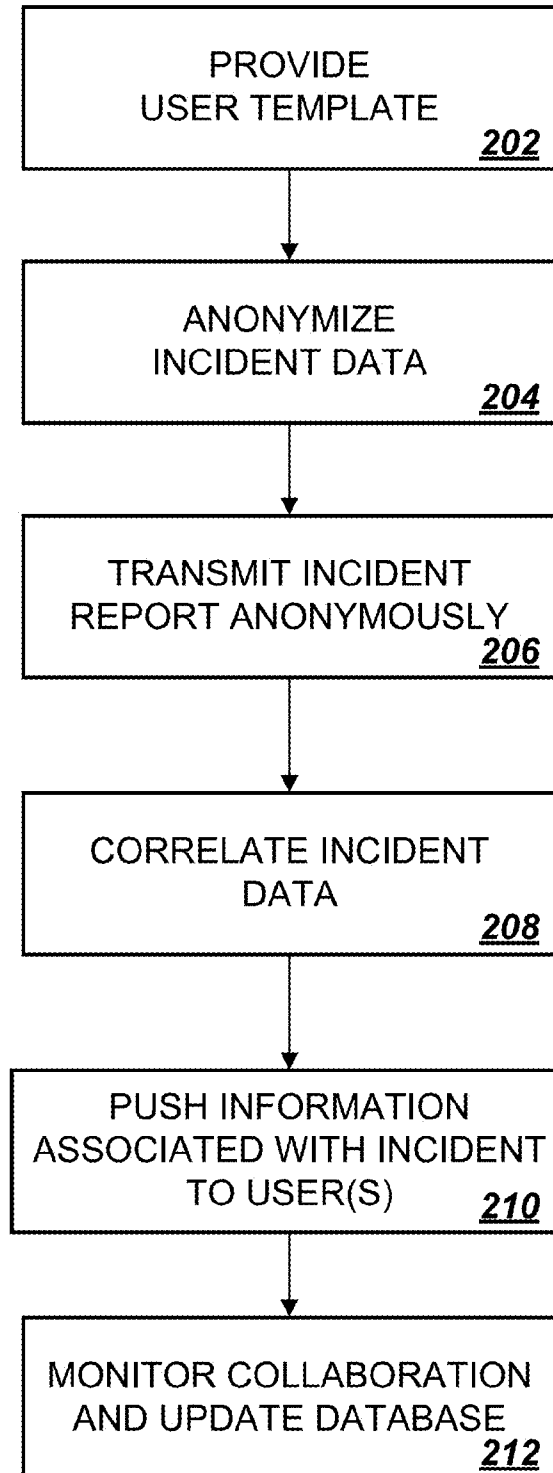 PROVIDE
USER TEMPLATE
202
ANONYMIZE
INCIDENT DATA
204
TRANSMIT INCIDENT
REPORT ANONYMOUSLY
206
CORRELATE INCIDENT
DATA
208
PUSH INFORMATION
ASSOCIATED WITH INCIDENT
TO USER(S)
210
MONITOR COLLABORATION
AND UPDATE DATABASE
212